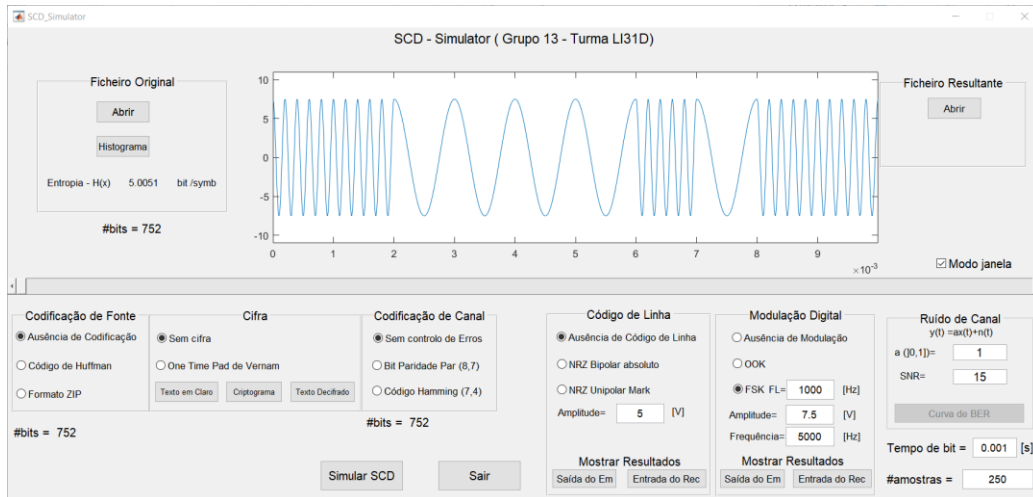 SCD_Simulator
SCD - Simulator ( Grupo 13 - Turma LI31D)
Ficheiro Original
Abrir
Histograma
Entropia - H(x) 5.0051 bit /symb
#bits = 752
10
5
0
-5
-10
0 1 2 3 4 5 6 7 8 9
×10-3
Ficheiro Resultante
Abrir
Modo janela
Codificação de Fonte
Ausência de Codificação
Código de Huffman
Formato ZIP
#bits = 752
Cifra
Sem cifra
One Time Pad de Vernam
Texto em Claro Criptograma Texto Decifrado
Codificação de Canal
Sem controlo de Erros
Bit Paridade Par (8,7)
Código Hamming (7,4)
#bits = 752
Simular SCD Sair
Código de Linha
Ausência de Código de Linha
NRZ Bipolar absoluto
NRZ Unipolar Mark
Amplitude= 5 [V]
Mostrar Resultados
Saída do Em Entrada do Rec
Modulação Digital
Ausência de Modulação
OOK
FSK FL= 1000 [Hz]
Amplitude= 7.5 [V]
Frequência= 5000 [Hz]
Mostrar Resultados
Saída do Em Entrada do Rec
Ruído de Canal
y(t) =ax(t)+n(t)
a (]0,1])= 1
SNR= 15
Curva de BER
Tempo de bit = 0.001 [s]
#amostras = 250